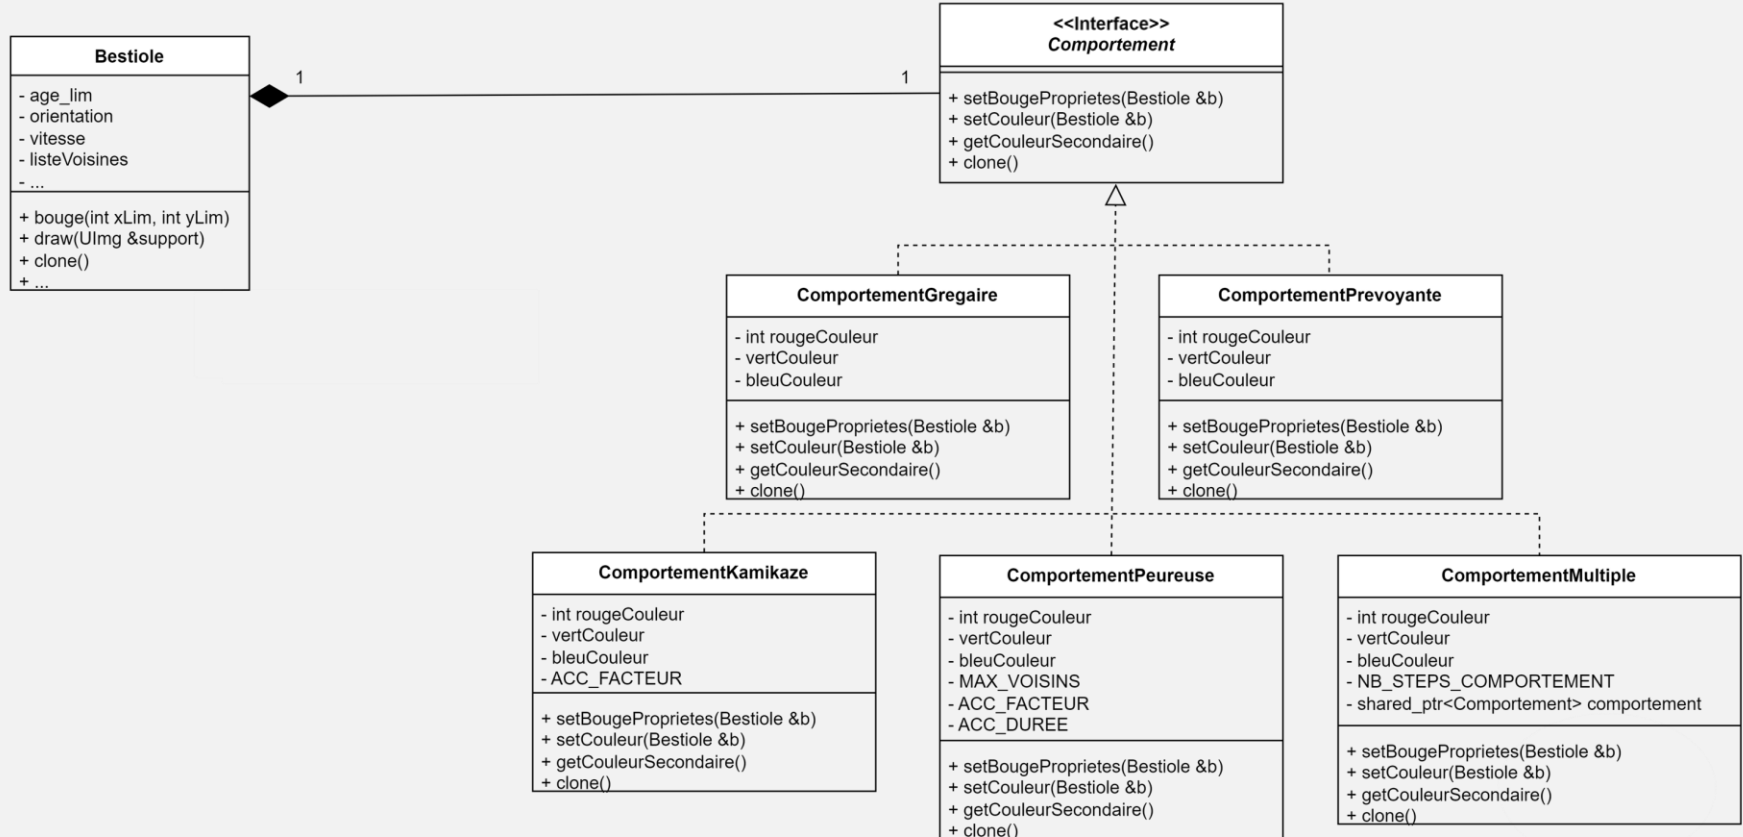 Bestiole
- age_lim
- orientation
- vitesse
- listeVoisines
- ...
+ bouge(int xLim, int yLim)
+ draw(UImg &support)
+ clone()
+ ...
1
1
<<Interface>>
Comportement
+ setBougeProprietes(Bestiole &b)
+ setCouleur(Bestiole &b)
+ getCouleurSecondaire()
+ clone()
ComportementGregaire
- int rougeCouleur
- vertCouleur
- bleuCouleur
+ setBougeProprietes(Bestiole &b)
+ setCouleur(Bestiole &b)
+ getCouleurSecondaire()
+ clone()
ComportementPrevoyante
- int rougeCouleur
- vertCouleur
- bleuCouleur
+ setBougeProprietes(Bestiole &b)
+ setCouleur(Bestiole &b)
+ getCouleurSecondaire()
+ clone()
ComportementKamikaze
- int rougeCouleur
- vertCouleur
- bleuCouleur
- ACC_FACTEUR
+ setBougeProprietes(Bestiole &b)
+ setCouleur(Bestiole &b)
+ getCouleurSecondaire()
+ clone()
ComportementPeureuse
- int rougeCouleur
- vertCouleur
- bleuCouleur
- MAX_VOISINS
- ACC_FACTEUR
- ACC_DUREE
+ setBougeProprietes(Bestiole &b)
+ setCouleur(Bestiole &b)
+ getCouleurSecondaire()
+ clone()
ComportementMultiple
- int rougeCouleur
- vertCouleur
- bleuCouleur
- NB_STEPS_COMPORTEMENT
- shared_ptr<Comportement> comportement
+ setBougeProprietes(Bestiole &b)
+ setCouleur(Bestiole &b)
+ getCouleurSecondaire()
+ clone()